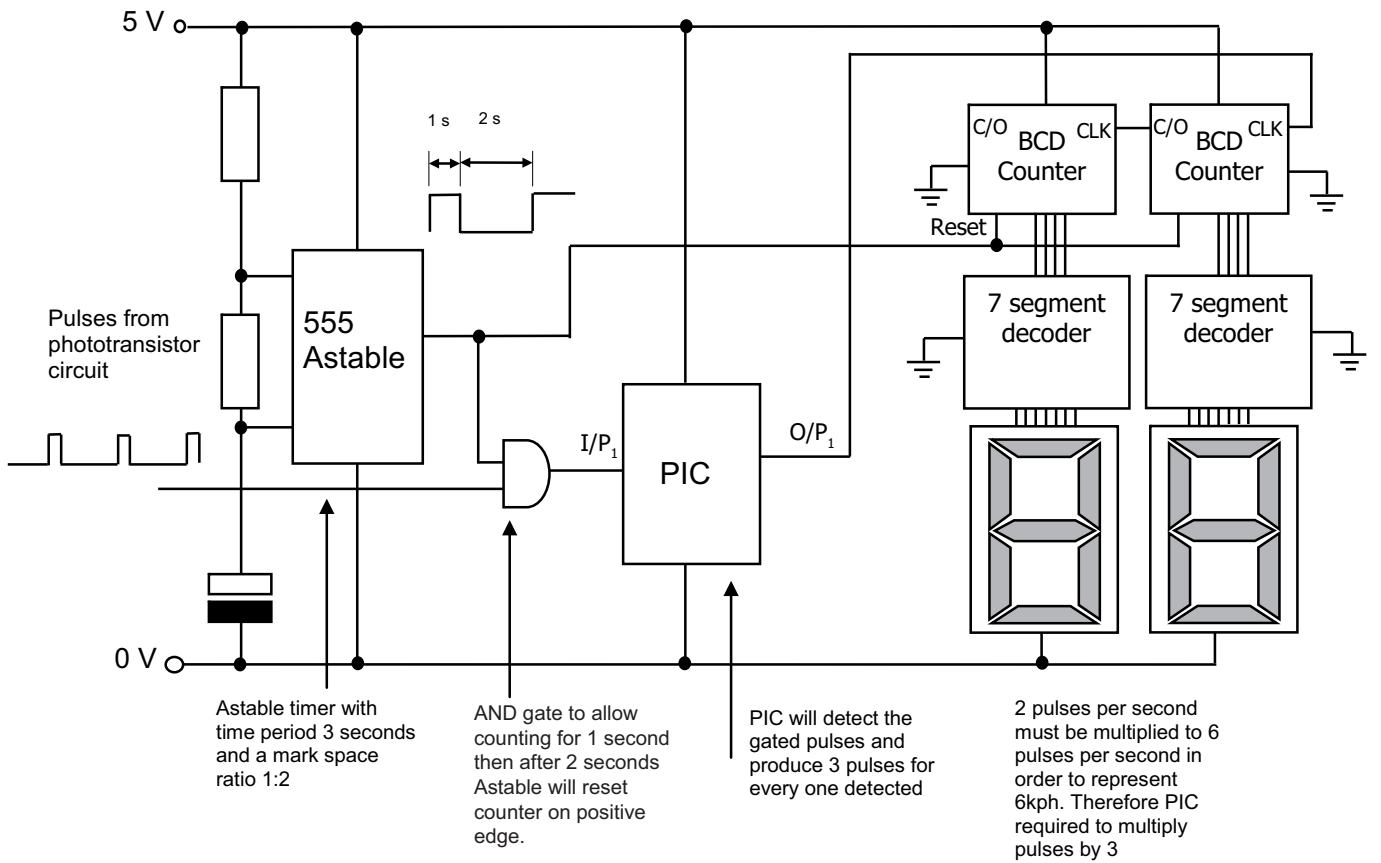 5 V
1 s 2 s
C/O BCD CLK
Counter
C/O BCD CLK
Counter
Reset
Pulses from
phototransistor
circuit
555
Astable
7 segment
decoder
7 segment
decoder
I/P1
PIC
O/P1
0 V
Astable timer with
time period 3 seconds
and a mark space
ratio 1:2
AND gate to allow
counting for 1 second
then after 2 seconds
Astable will reset
counter on positive
edge.
PIC will detect the
gated pulses and
produce 3 pulses for
every one detected
2 pulses per second
must be multiplied to 6
pulses per second in
order to represent
6kph. Therefore PIC
required to multiply
pulses by 3